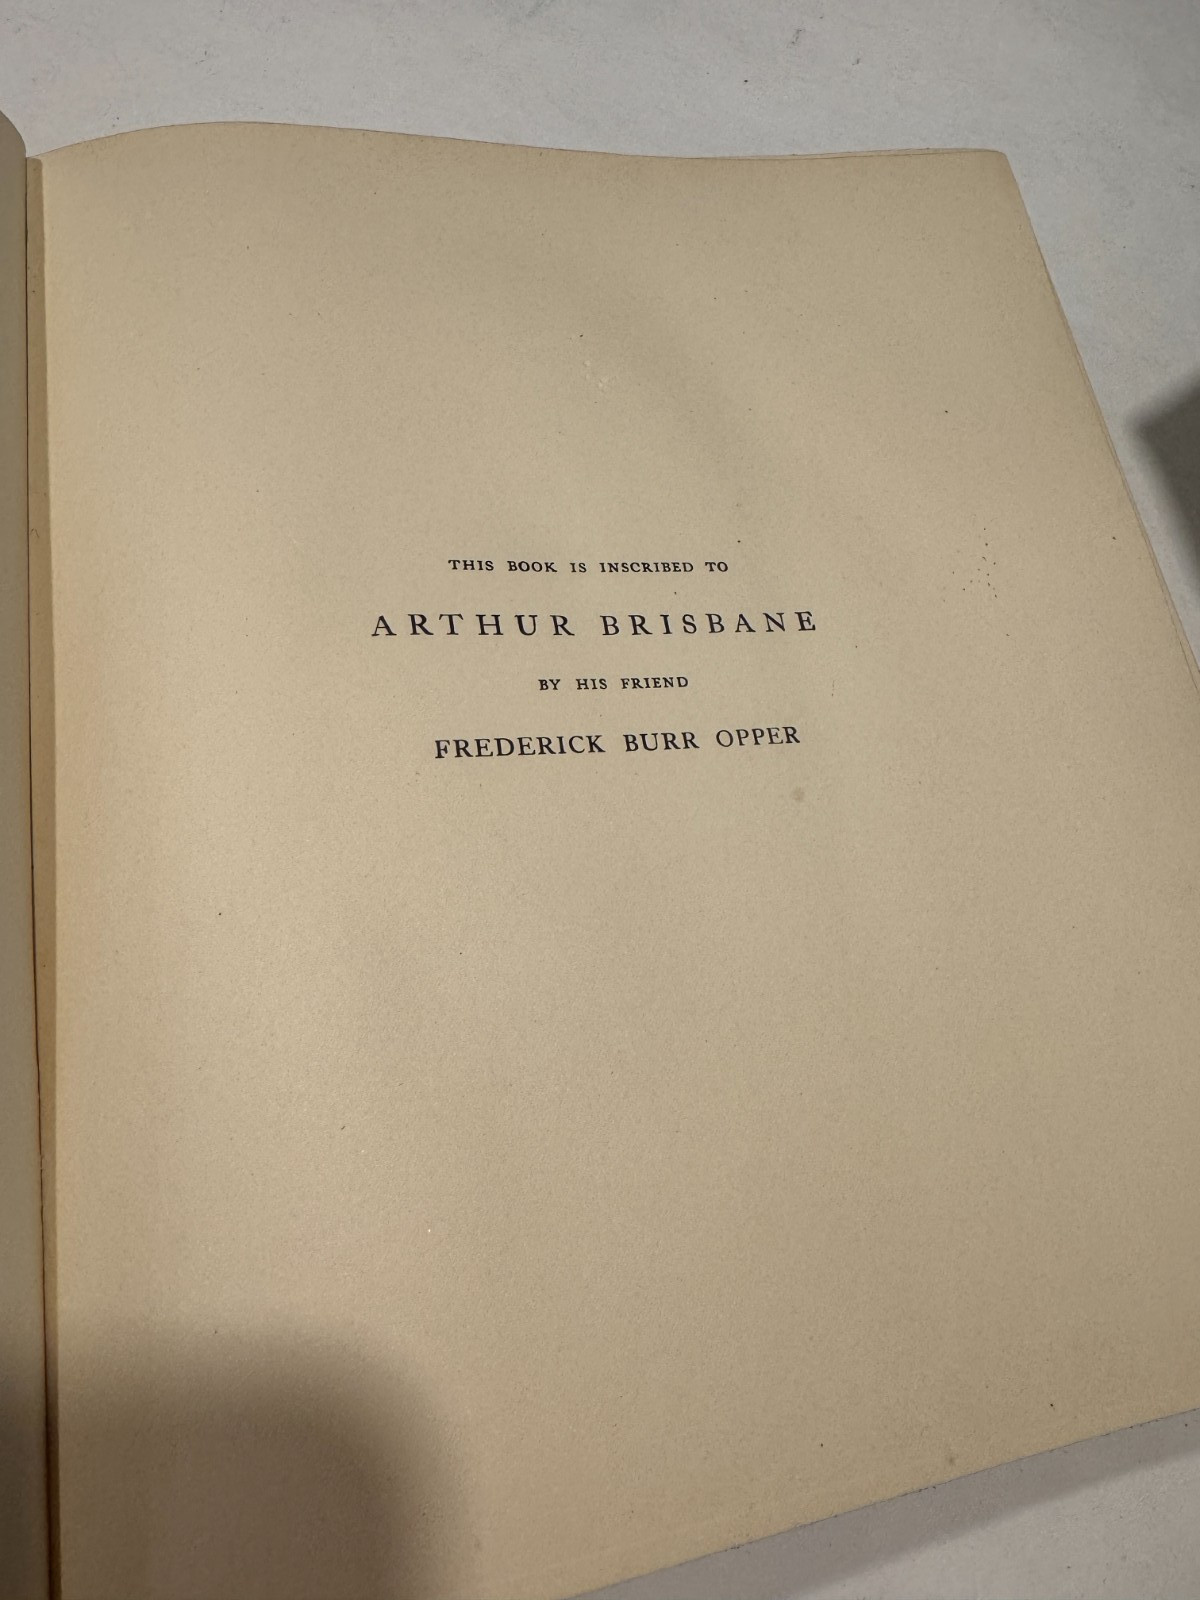 THIS BOOK IS INSCRIBED TO
ARTHUR BRISBANE
BY HIS FRIEND
FREDERICK BURR OPPER